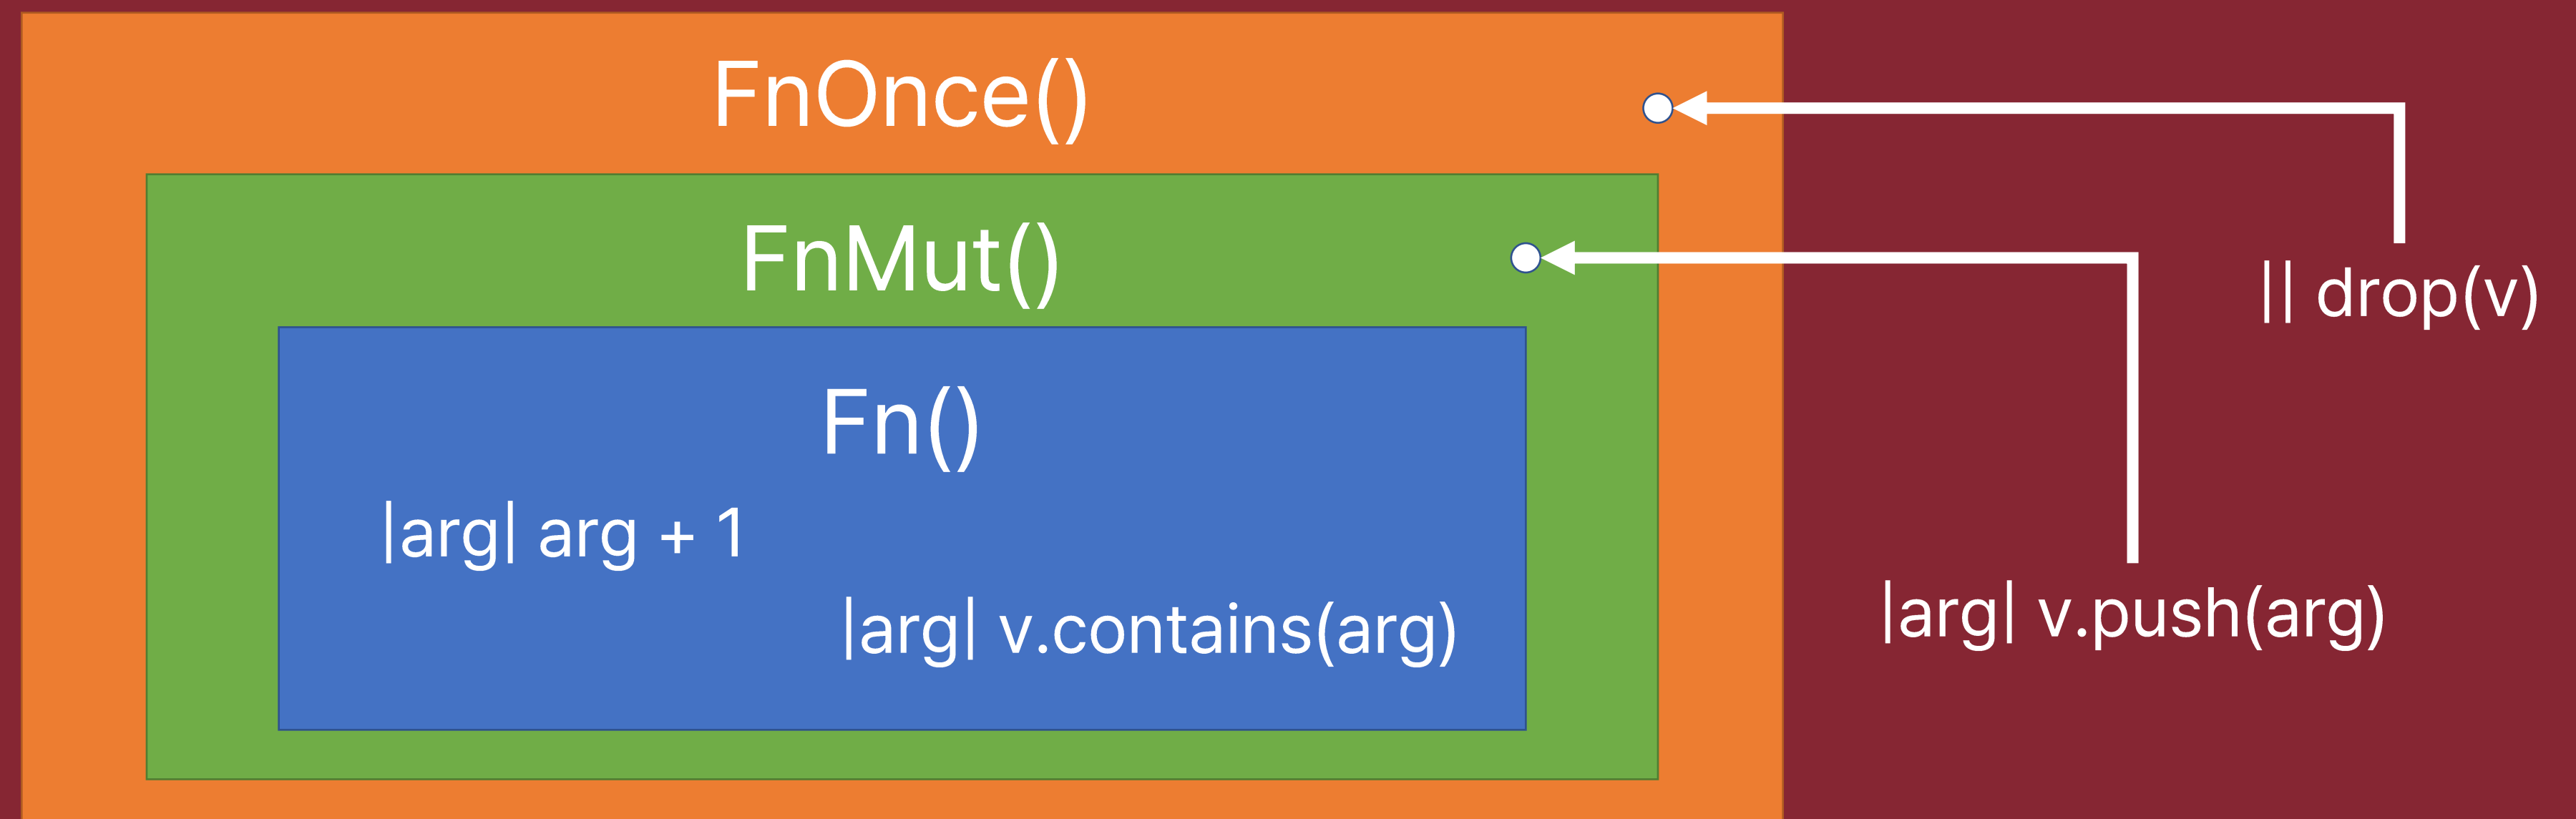 FnOnce()
FnMut()
|| drop(v)
Fn()
|arg| arg + 1
|arg| v.push(arg)
|arg| v.contains(arg)